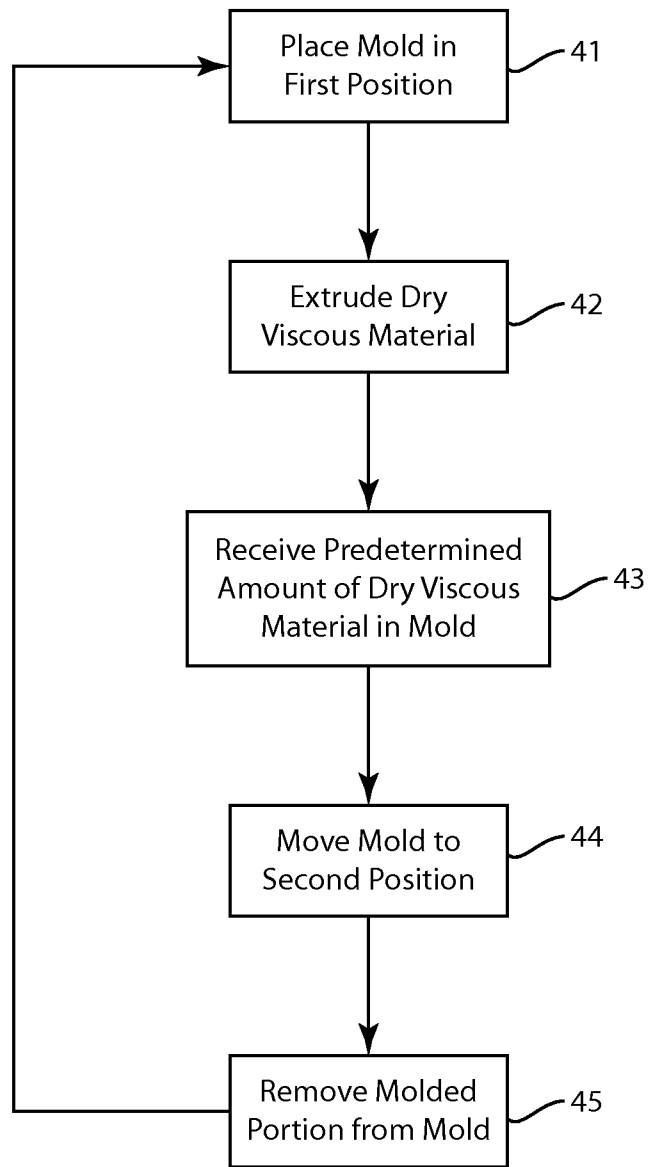 Place Mold in
First Position
41
Extrude Dry
Viscous Material
42
Receive Predetermined
Amount of Dry Viscous
Material in Mold
43
Move Mold to
Second Position
44
Remove Molded
Portion from Mold
45